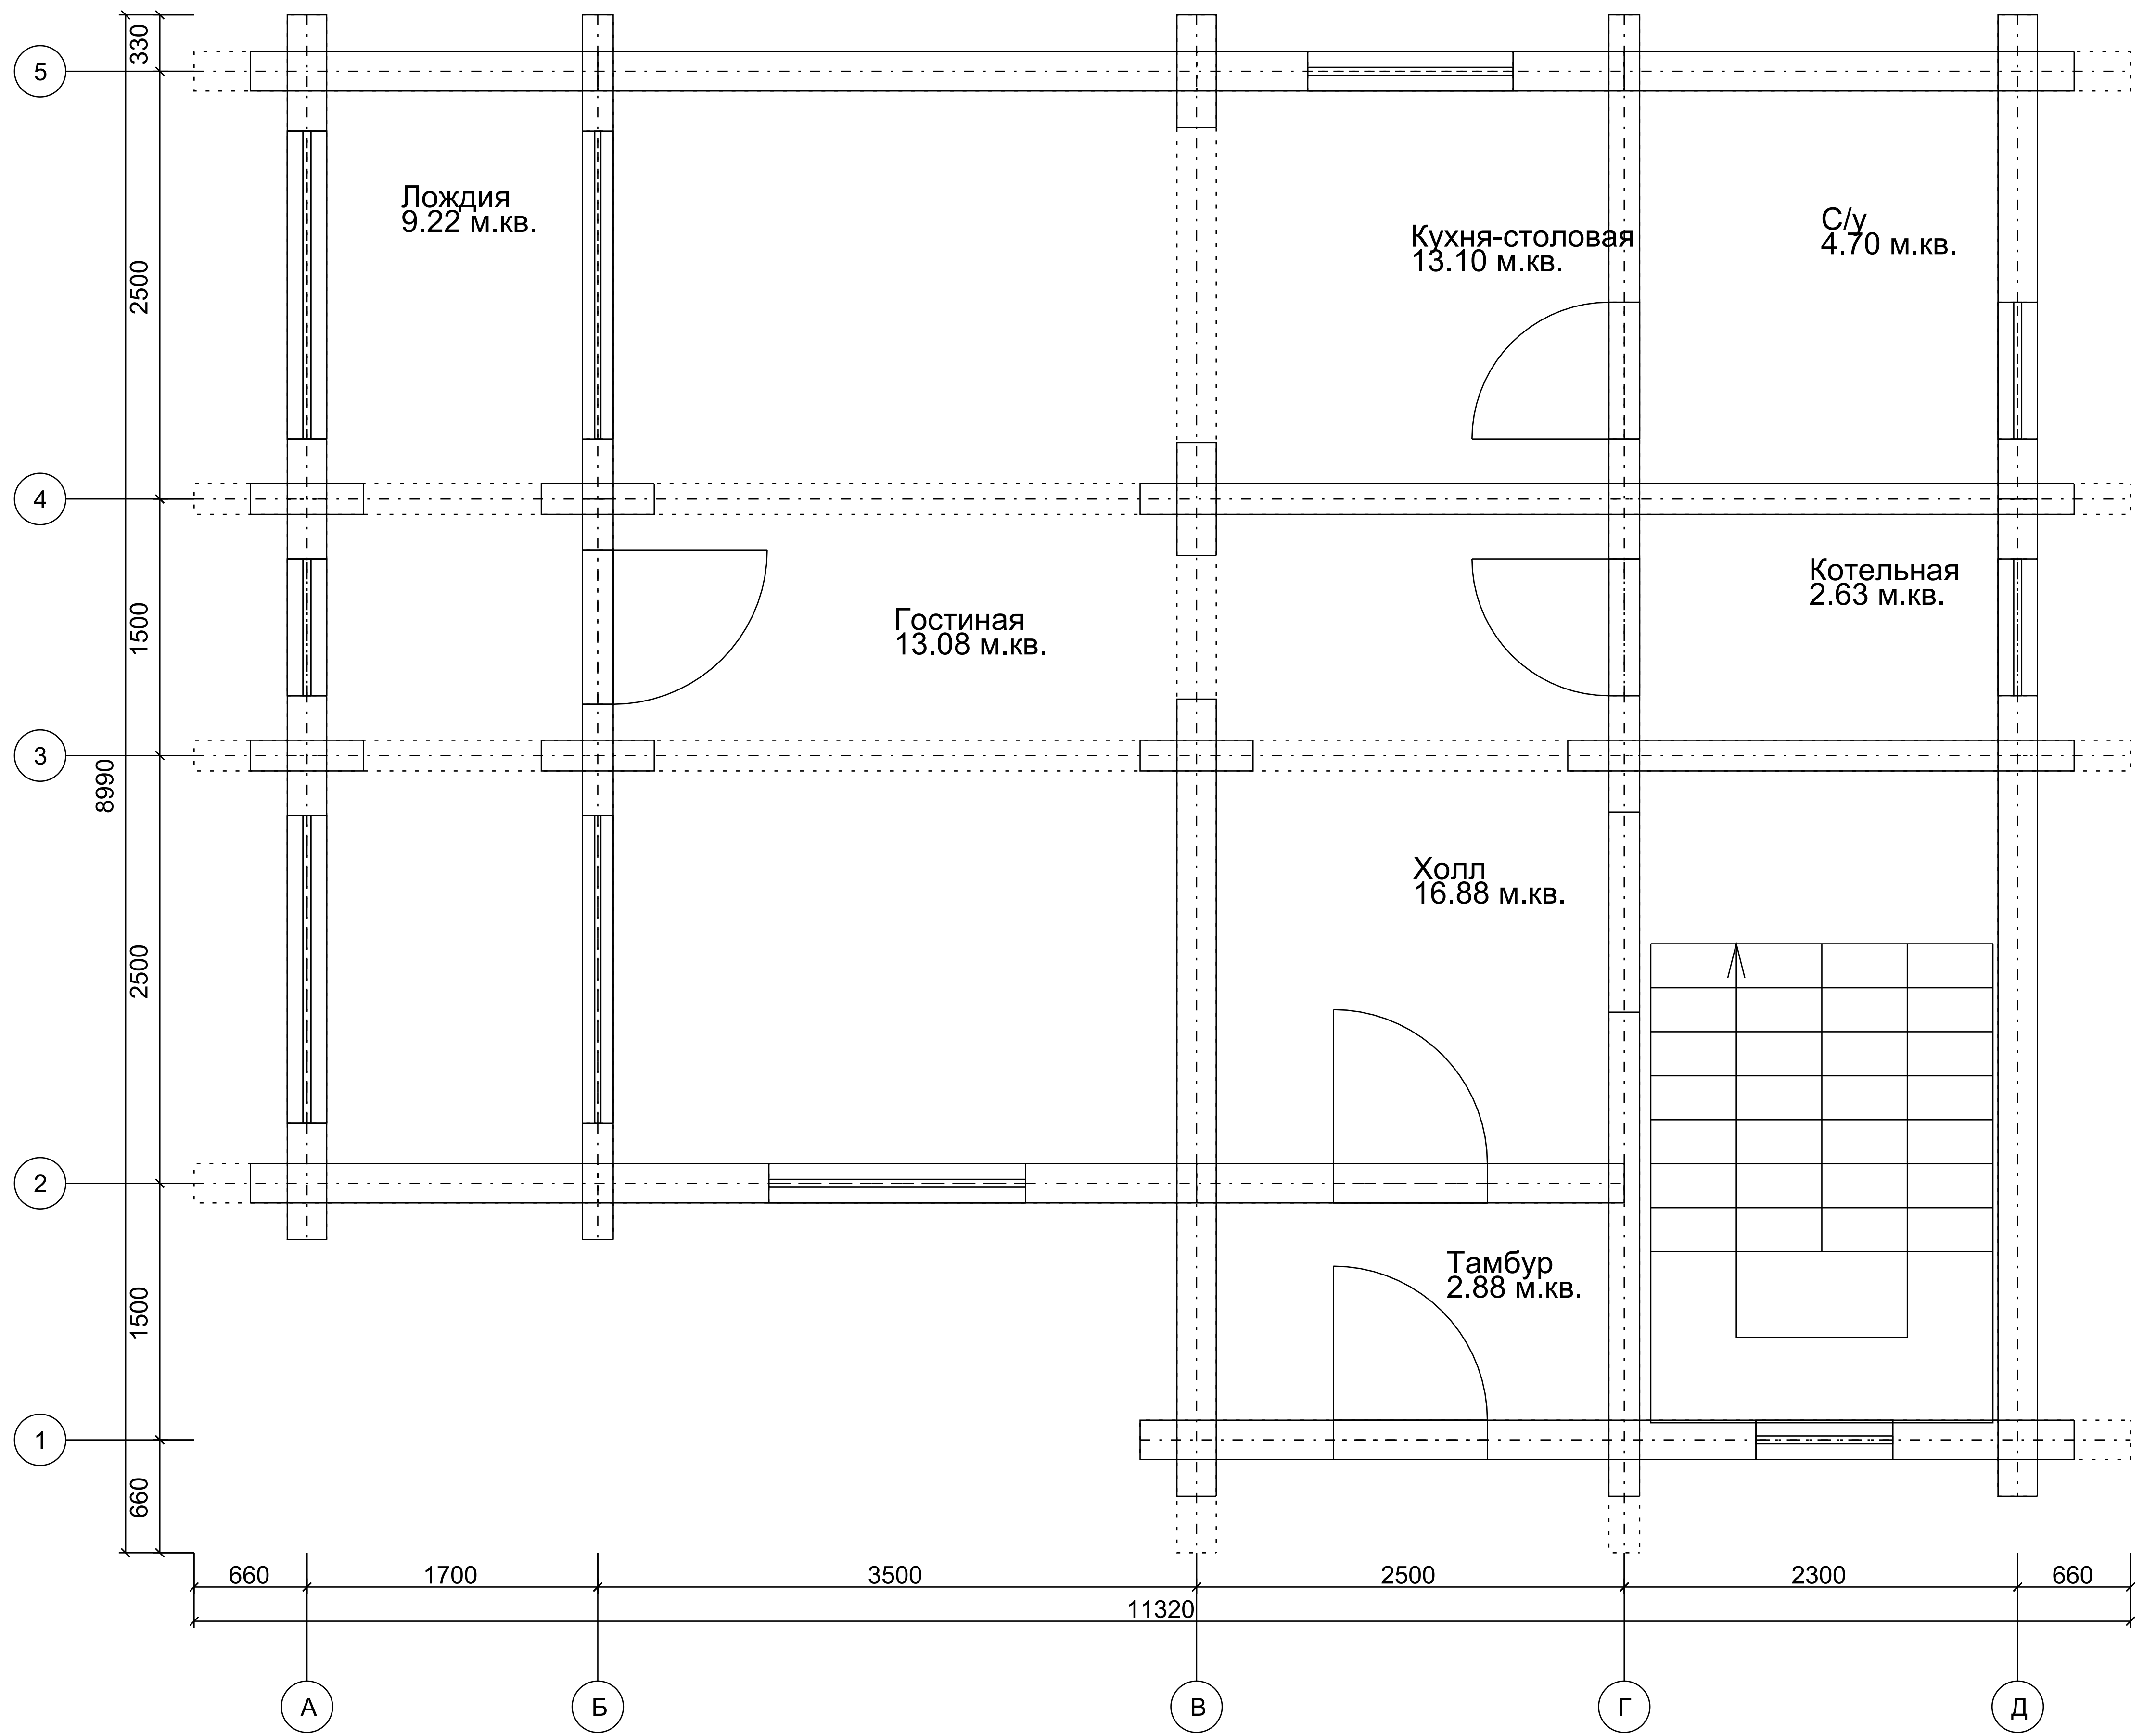 330
5
Лождия
9.22 м.кв.
Кухня-столовая
13.10 м.кв.
С/у
4.70 м.кв.
2500
4
Котельная
2.63 м.кв.
1500
Гостиная
13.08 м.кв.
3
8990
Холл
16.88 м.кв.
2500
2
Тамбур
2.88 м.кв.
1500
1
660
660
1700
3500
2500
2300
660
11320
А
Б
В
Г
Д